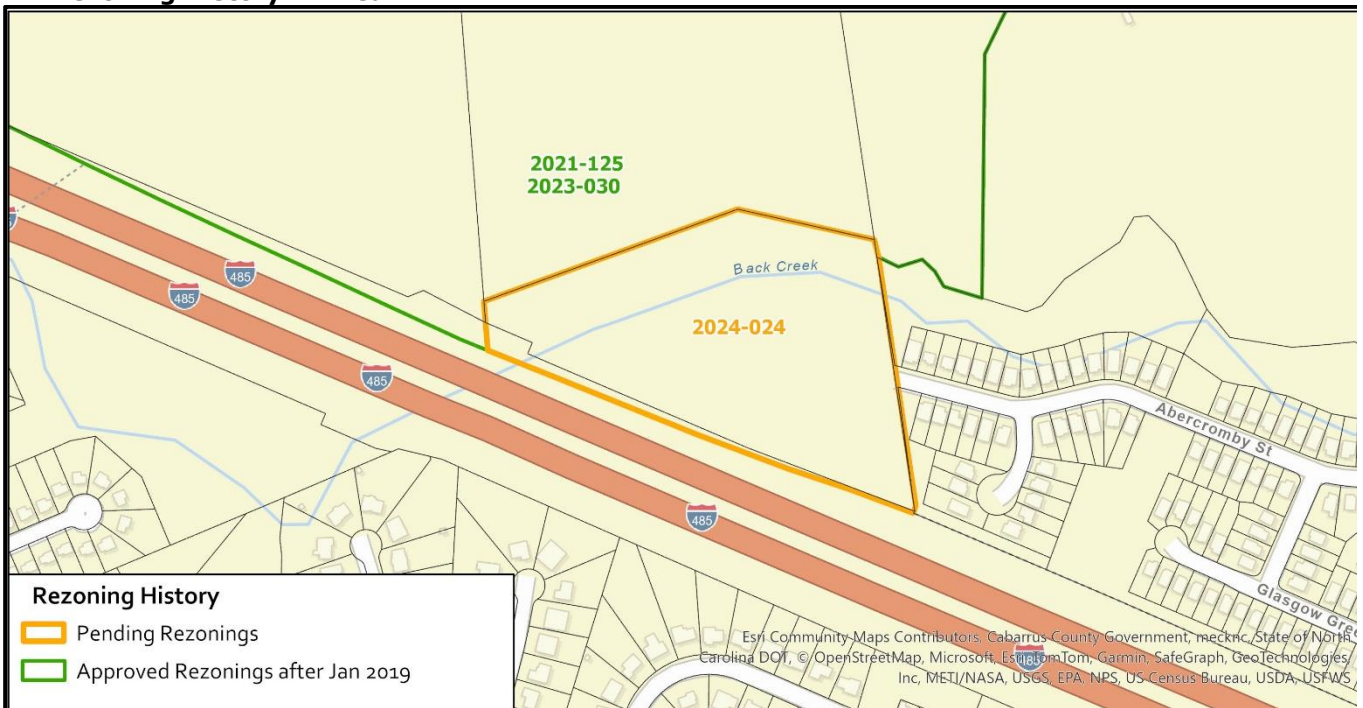 2021-125
2023-030
Back Creek
2024-024
485
485
485
485
485
Abercromby St
Glasgow Gree
Rezoning History
Pending Rezonings
Approved Rezonings after Jan 2019
Esri Community Maps Contributors, Cabarrus County Government, mecknc, State of North
Carolina DOT, © OpenStreetMap, Microsoft, Esri, TomTom, Garmin, SafeGraph, GeoTechnologies,
Inc, METI/NASA, USGS, EPA, NPS, US Census Bureau, USDA, USFWS